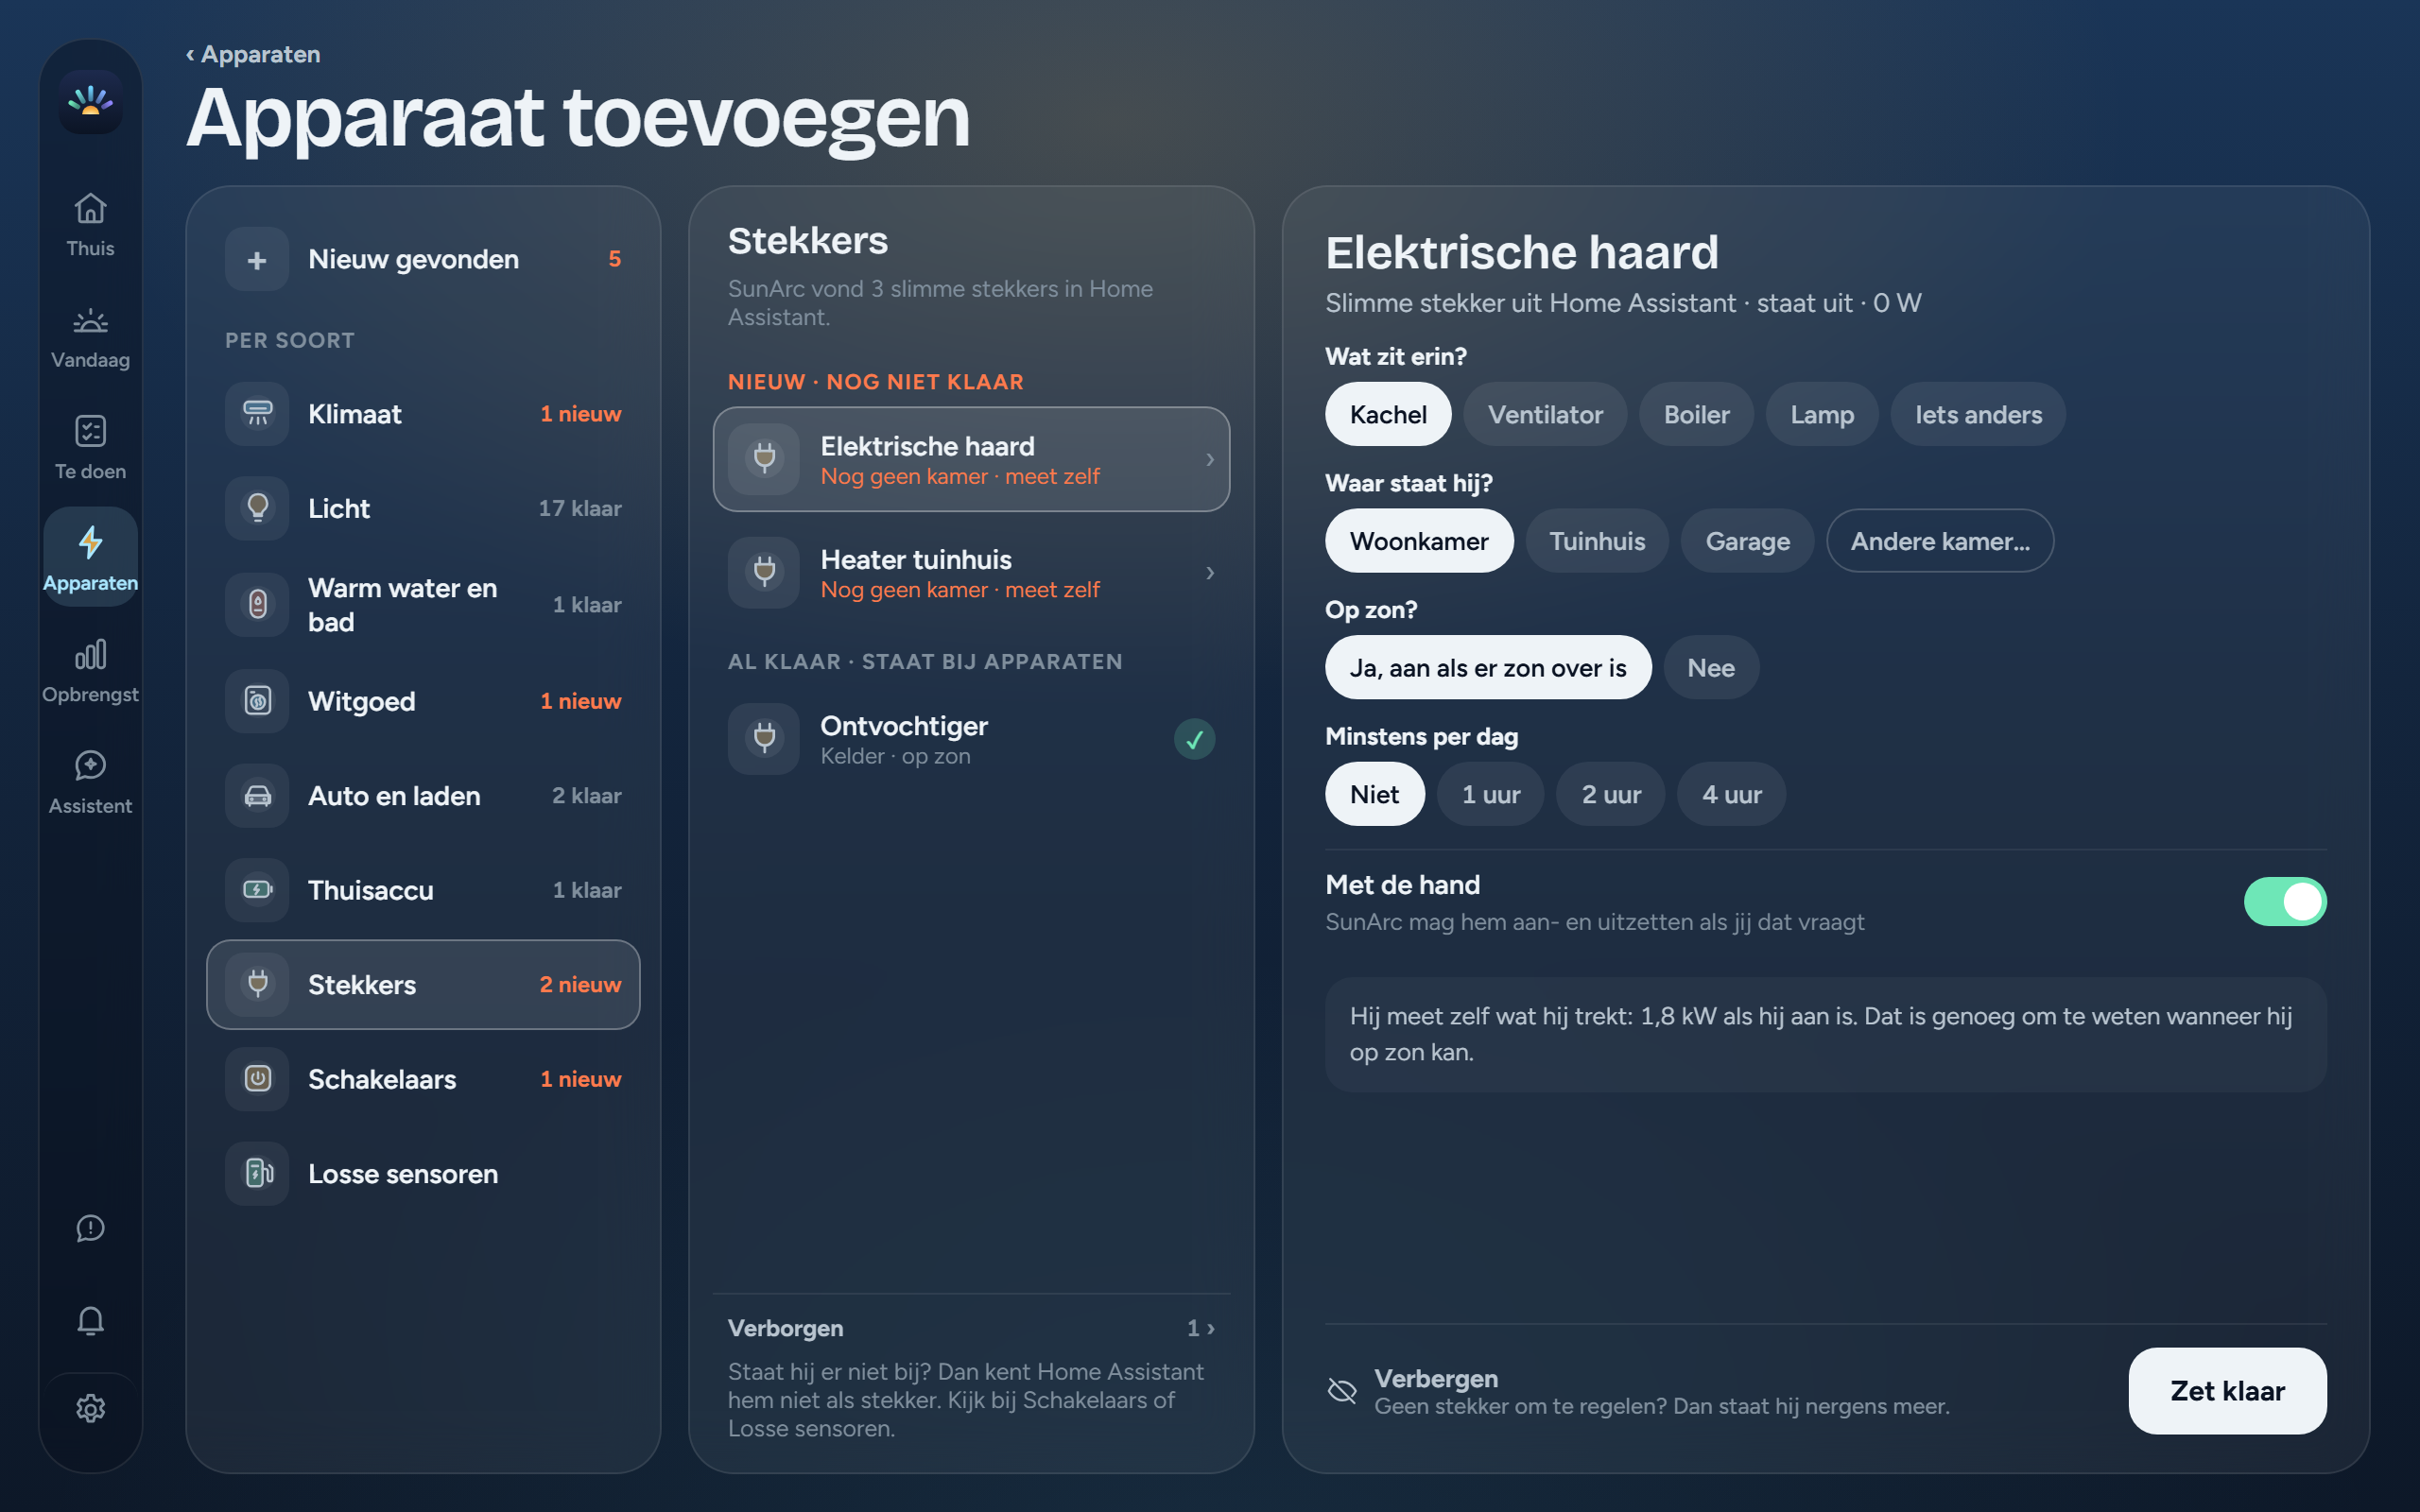 ‹ Apparaten
Apparaat toevoegen
Thuis
Vandaag
Te doen
Apparaten
Opbrengst
Assistent
+ Nieuw gevonden 5
PER SOORT
Klimaat 1 nieuw
Licht 17 klaar
Warm water en
bad 1 klaar
Witgoed 1 nieuw
Auto en laden 2 klaar
Thuisaccu 1 klaar
Stekkers 2 nieuw
Schakelaars 1 nieuw
Losse sensoren
Stekkers
SunArc vond 3 slimme stekkers in Home
Assistant.
NIEUW · NOG NIET KLAAR
Elektrische haard
Nog geen kamer · meet zelf ›
Heater tuinhuis
Nog geen kamer · meet zelf ›
AL KLAAR · STAAT BIJ APPARATEN
Ontvochtiger
Kelder · op zon
Verborgen 1 ›
Staat hij er niet bij? Dan kent Home Assistant
hem niet als stekker. Kijk bij Schakelaars of
Losse sensoren.
Elektrische haard
Slimme stekker uit Home Assistant · staat uit · 0 W
Wat zit erin?
Kachel Ventilator Boiler Lamp Iets anders
Waar staat hij?
Woonkamer Tuinhuis Garage Andere kamer...
Op zon?
Ja, aan als er zon over is Nee
Minstens per dag
Niet 1 uur 2 uur 4 uur
Met de hand
SunArc mag hem aan- en uitzetten als jij dat vraagt
Hij meet zelf wat hij trekt: 1,8 kW als hij aan is. Dat is genoeg om te weten wanneer hij
op zon kan.
Verbergen
Geen stekker om te regelen? Dan staat hij nergens meer.
Zet klaar